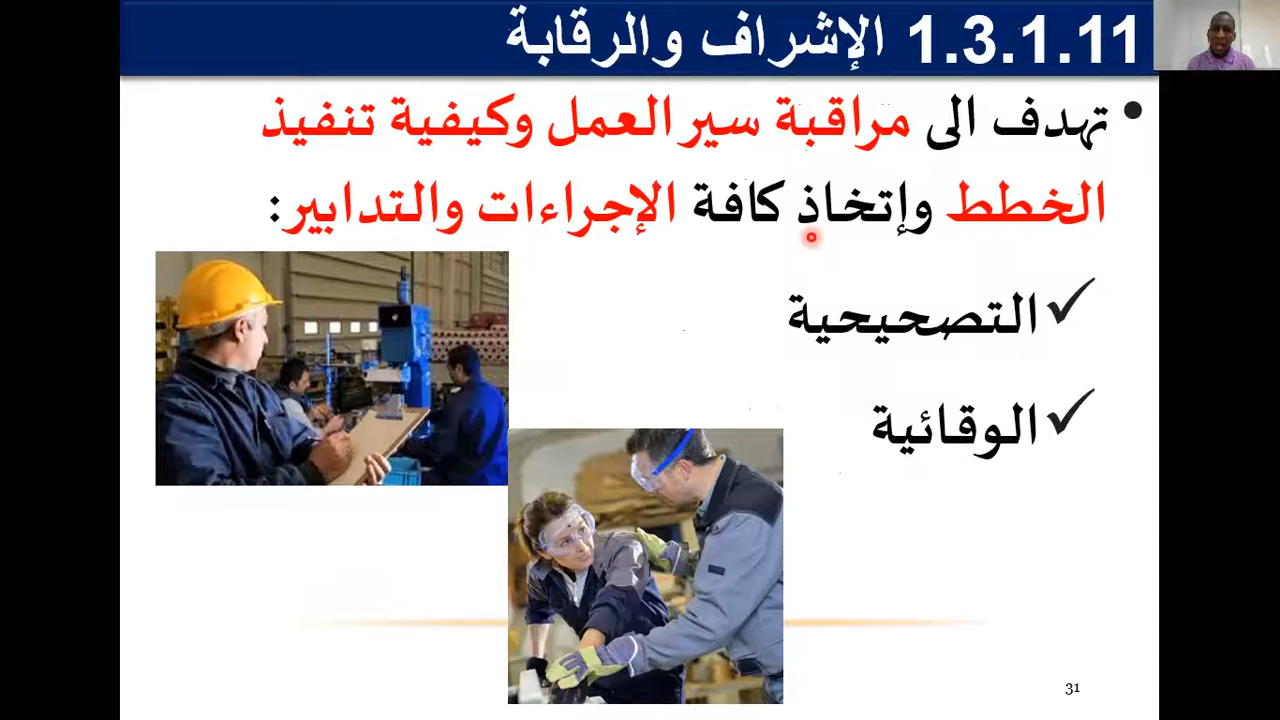 1.3.1.11 الإشراف والرقابة
• تهدف الى مراقبة سير العمل وكيفية تنفيذ
الخطط وإتخاذ كافة الإجراءات والتدابير:
✓ التصحيحية
✓ الوقائية
31